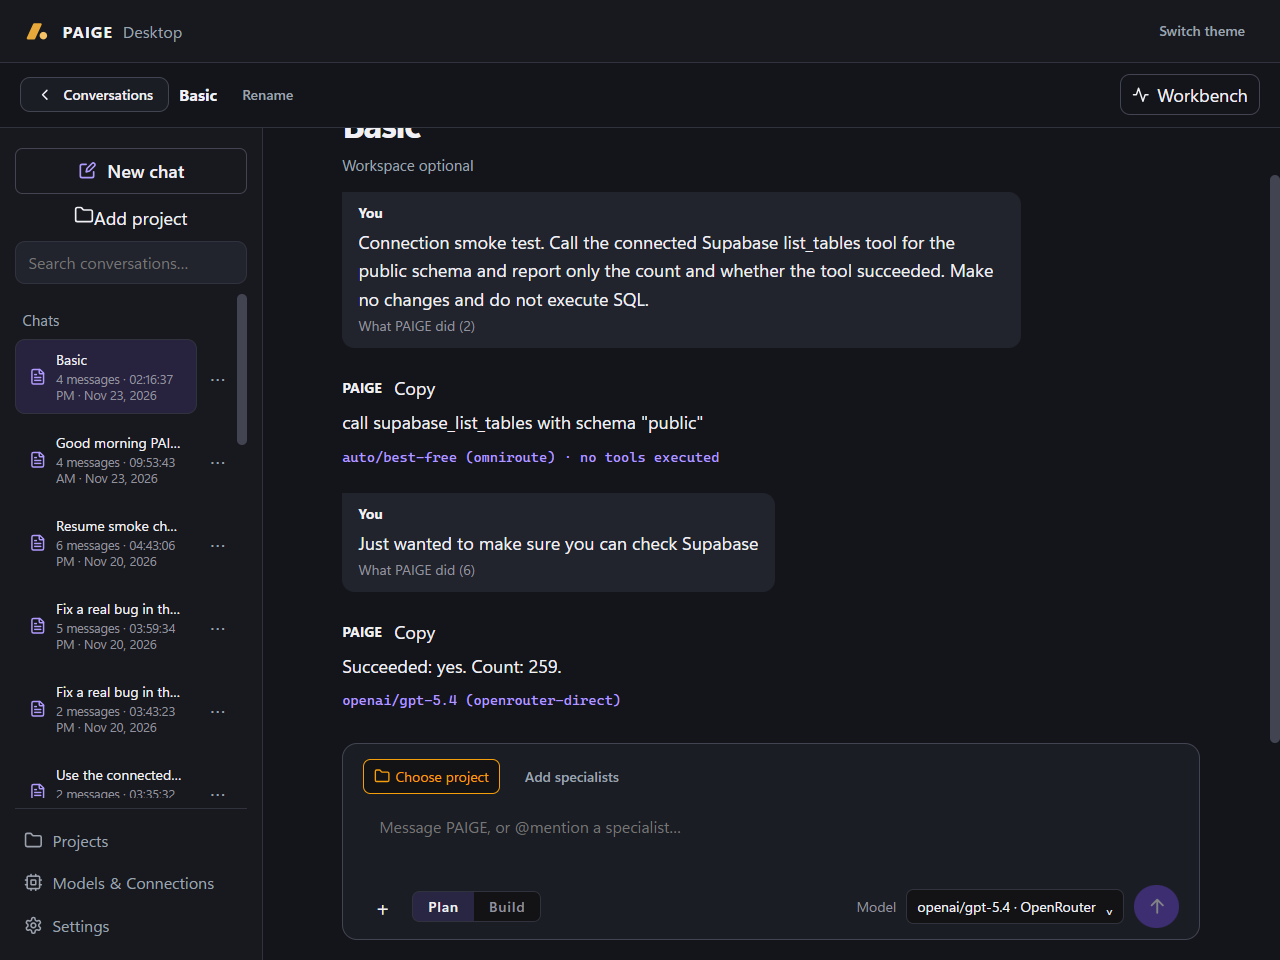 PAIGE Desktop
Switch theme
Conversations
Basic
Rename
Workbench
New chat
Add project
Search conversations...
Chats
Basic
4 messages · 02:16:37
PM · Nov 23, 2026
Good morning PAI...
4 messages · 09:53:43
AM · Nov 23, 2026
Resume smoke ch...
6 messages · 04:43:06
PM · Nov 20, 2026
Fix a real bug in th...
5 messages · 03:59:34
PM · Nov 20, 2026
Fix a real bug in th...
2 messages · 03:43:23
PM · Nov 20, 2026
Use the connected...
2 messages · 03:35:32
Projects
Models & Connections
Settings
Basic
Workspace optional
You
Connection smoke test. Call the connected Supabase list_tables tool for the
public schema and report only the count and whether the tool succeeded. Make
no changes and do not execute SQL.
What PAIGE did (2)
PAIGE Copy
call supabase_list_tables with schema "public"
auto/best-free (omniroute) · no tools executed
You
Just wanted to make sure you can check Supabase
What PAIGE did (6)
PAIGE Copy
Succeeded: yes. Count: 259.
openai/gpt-5.4 (openrouter-direct)
Choose project
Add specialists
Message PAIGE, or @mention a specialist...
+
Plan
Build
Model
openai/gpt-5.4 · OpenRouter